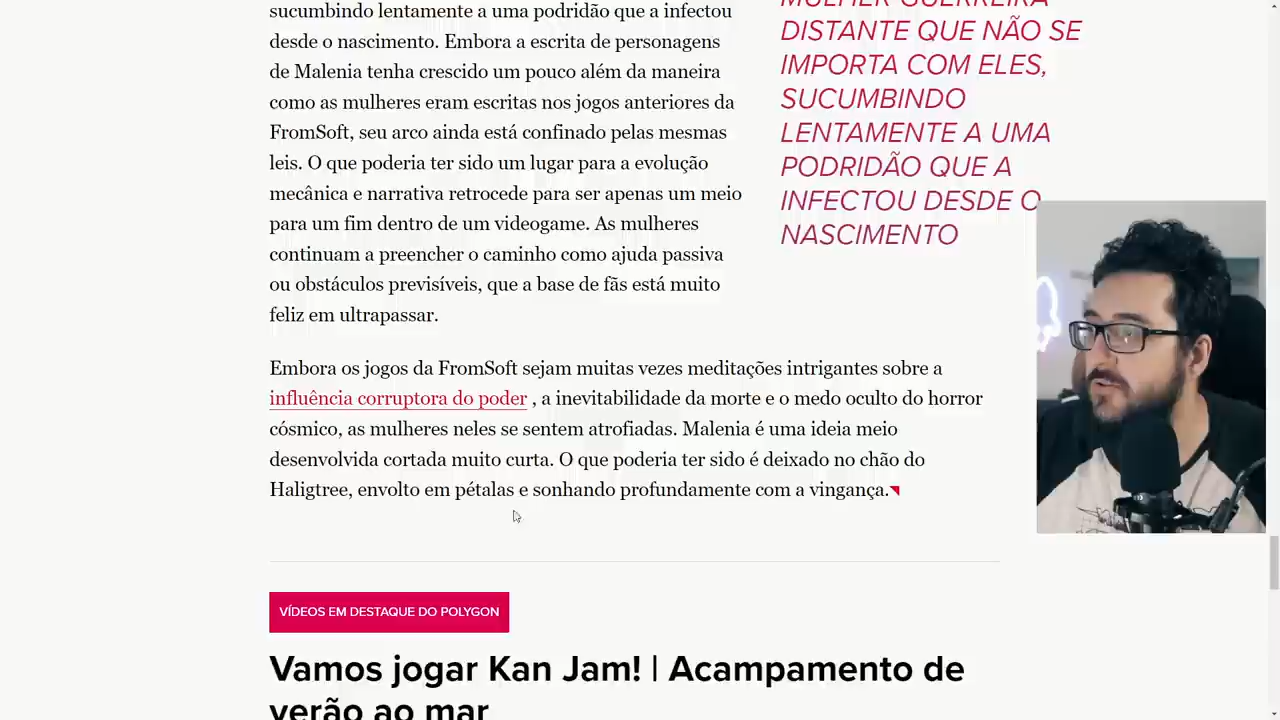 sucumbindo lentamente a uma podridão que a infectou
desde o nascimento. Embora a escrita de personagens
de Malenia tenha crescido um pouco além da maneira
como as mulheres eram escritas nos jogos anteriores da
FromSoft, seu arco ainda está confinado pelas mesmas
leis. O que poderia ter sido um lugar para a evolução
mecânica e narrativa retrocede para ser apenas um meio
para um fim dentro de um videogame. As mulheres
continuam a preencher o caminho como ajuda passiva
ou obstáculos previsíveis, que a base de fãs está muito
feliz em ultrapassar.
MULHER GUERREIRA
DISTANTE QUE NÃO SE
IMPORTA COM ELES,
SUCUMBINDO
LENTAMENTE A UMA
PODRIDÃO QUE A
INFECTOU DESDE O
NASCIMENTO
Embora os jogos da FromSoft sejam muitas vezes meditações intrigantes sobre a
influência corruptora do poder , a inevitabilidade da morte e o medo oculto do horror
cósmico, as mulheres neles se sentem atrofiadas. Malenia é uma ideia meio
desenvolvida cortada muito curta. O que poderia ter sido é deixado no chão do
Haligtree, envolto em pétalas e sonhando profundamente com a vingança.
VÍDEOS EM DESTAQUE DO POLYGON
Vamos jogar Kan Jam! | Acampamento de
verão ao mar